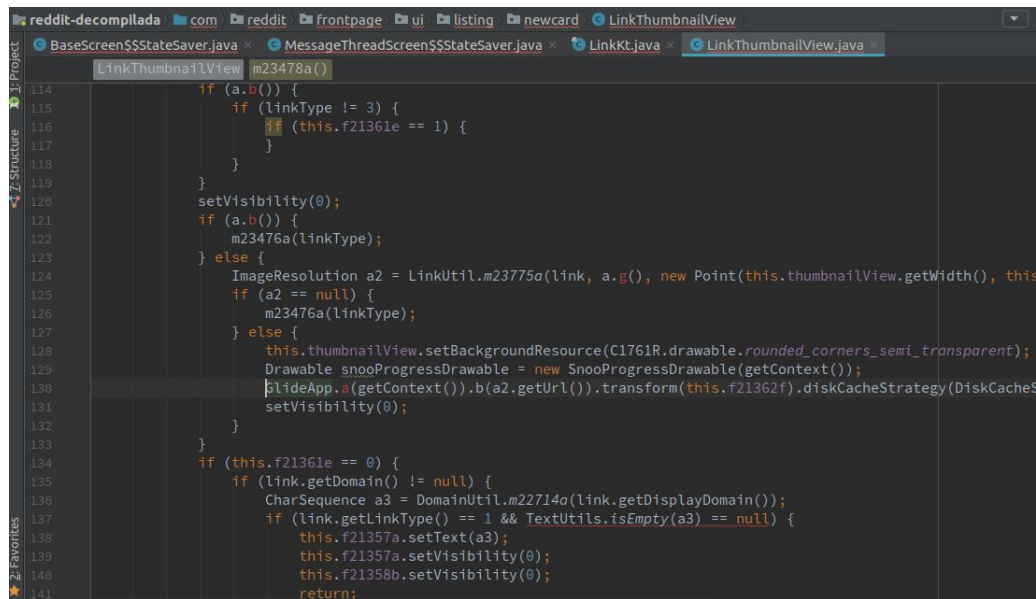 reddit-decompilada com reddit frontpage ui listing newcard LinkThumbnailView
BaseScreen$$StateSaver.java × MessageThreadScreen$$StateSaver.java × LinkKt.java × LinkThumbnailView.java ×
LinkThumbnailView m23478a()
1: Project
7: Structure
2: Favorites
114 if (a.b()) {
115 if (linkType != 3) {
116 if (this.f21361e == 1) {
117 }
118 }
119 }
120 setVisibility(0);
121 if (a.b()) {
122 m23476a(linkType);
123 } else {
124 ImageResolution a2 = LinkUtil.m23775a(link, a.g(), new Point(this.thumbnailView.getWidth(), this
125 if (a2 == null) {
126 m23476a(linkType);
127 } else {
128 this.thumbnailView.setBackgroundResource(C1761R.drawable.rounded_corners_semi_transparent);
129 Drawable snooProgressDrawable = new SnooProgressDrawable(getContext());
130 GlideApp.a(getContext()).b(a2.getUrl()).transform(this.f21362f).diskCacheStrategy(DiskCacheS
131 setVisibility(0);
132 }
133 }
134 if (this.f21361e == 0) {
135 if (link.getDomain() != null) {
136 CharSequence a3 = DomainUtil.m22714a(link.getDisplayDomain());
137 if (link.getLinkType() == 1 && TextUtils.isEmpty(a3) == null) {
138 this.f21357a.setText(a3);
139 this.f21357a.setVisibility(0);
140 this.f21358b.setVisibility(0);
141 return;